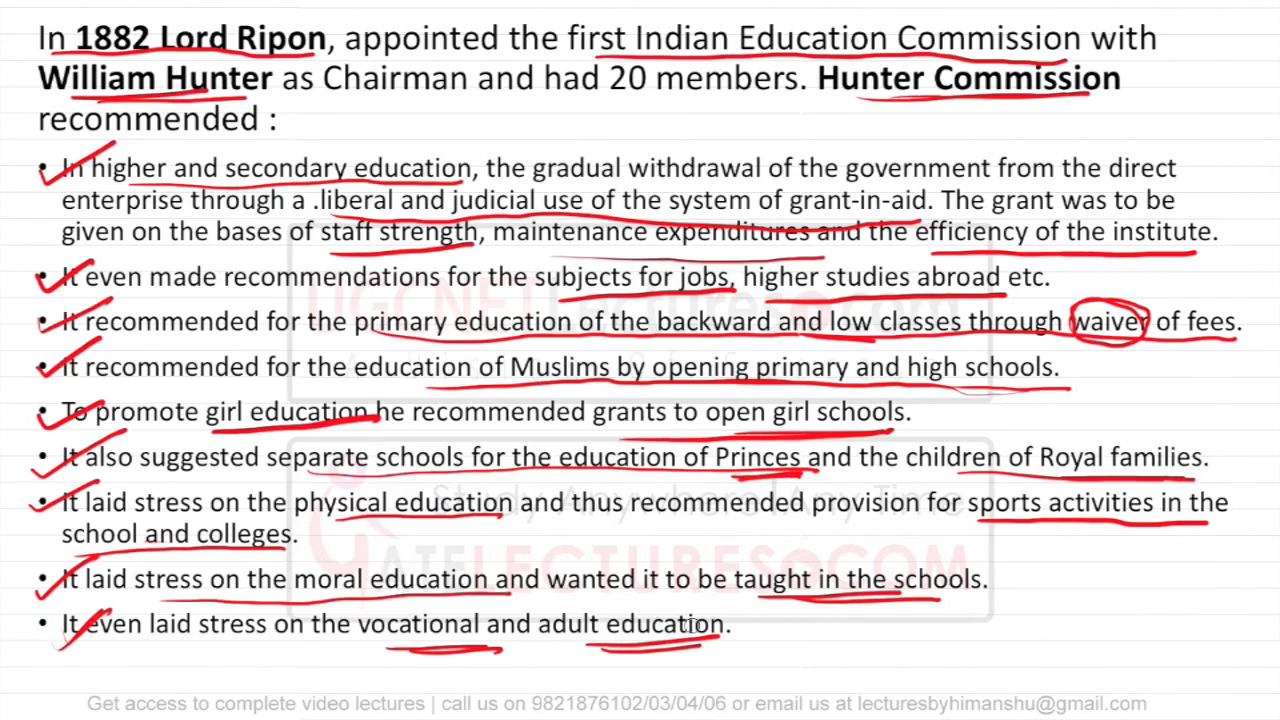 In 1882 Lord Ripon, appointed the first Indian Education Commission with
William Hunter as Chairman and had 20 members. Hunter Commission
recommended :
• In higher and secondary education, the gradual withdrawal of the government from the direct
enterprise through a .liberal and judicial use of the system of grant-in-aid. The grant was to be
given on the bases of staff strength, maintenance expenditures and the efficiency of the institute.
• It even made recommendations for the subjects for jobs, higher studies abroad etc.
• It recommended for the primary education of the backward and low classes through waiver of fees.
• It recommended for the education of Muslims by opening primary and high schools.
• To promote girl education he recommended grants to open girl schools.
• It also suggested separate schools for the education of Princes and the children of Royal families.
• It laid stress on the physical education and thus recommended provision for sports activities in the
school and colleges.
• It laid stress on the moral education and wanted it to be taught in the schools.
• It even laid stress on the vocational and adult education.
UGCNETLectures.com
Study Anywhere | Any Time
GATELECTURES.COM
Get access to complete video lectures | call us on 9821876102/03/04/06 or email us at lecturesbyhimanshu@gmail.com